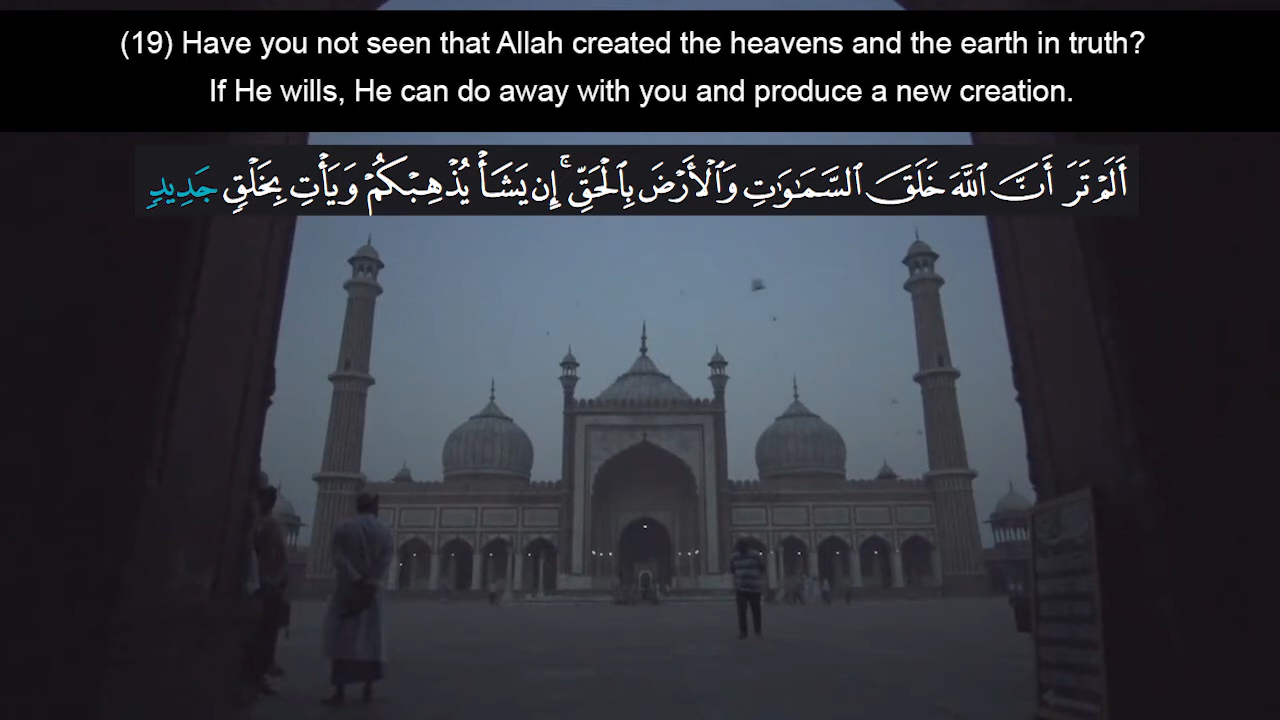 (19) Have you not seen that Allah created the heavens and the earth in truth?
If He wills, He can do away with you and produce a new creation.
أَلَمْ تَرَ أَنَّ ٱللَّهَ خَلَقَ ٱلسَّمَـٰوَٰتِ وَٱلْأَرْضَ بِٱلْحَقِّ ۚ إِن يَشَأْ يُذْهِبْكُمْ وَيَأْتِ بِخَلْقٍ جَدِيدٍ